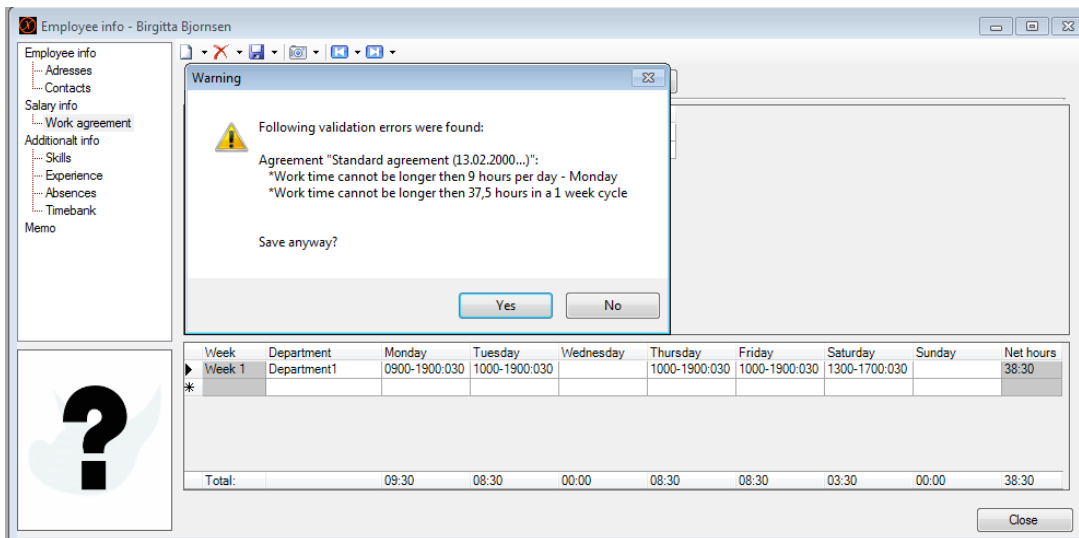 Employee info - Birgitta Bjornsen
Employee info
Adresses
Contacts
Salary info
Work agreement
Additionalt info
Skills
Experience
Absences
Timebank
Memo
Warning
Following validation errors were found:
Agreement "Standard agreement (13.02.2000...)":
*Work time cannot be longer then 9 hours per day - Monday
*Work time cannot be longer then 37,5 hours in a 1 week cycle
Save anyway?
Yes No
Week Department Monday Tuesday Wednesday Thursday Friday Saturday Sunday Net hours
Week 1 Department1 0900-1900:030 1000-1900:030 1000-1900:030 1000-1900:030 1300-1700:030 38:30
Total: 09:30 08:30 00:00 08:30 08:30 03:30 00:00 38:30
Close